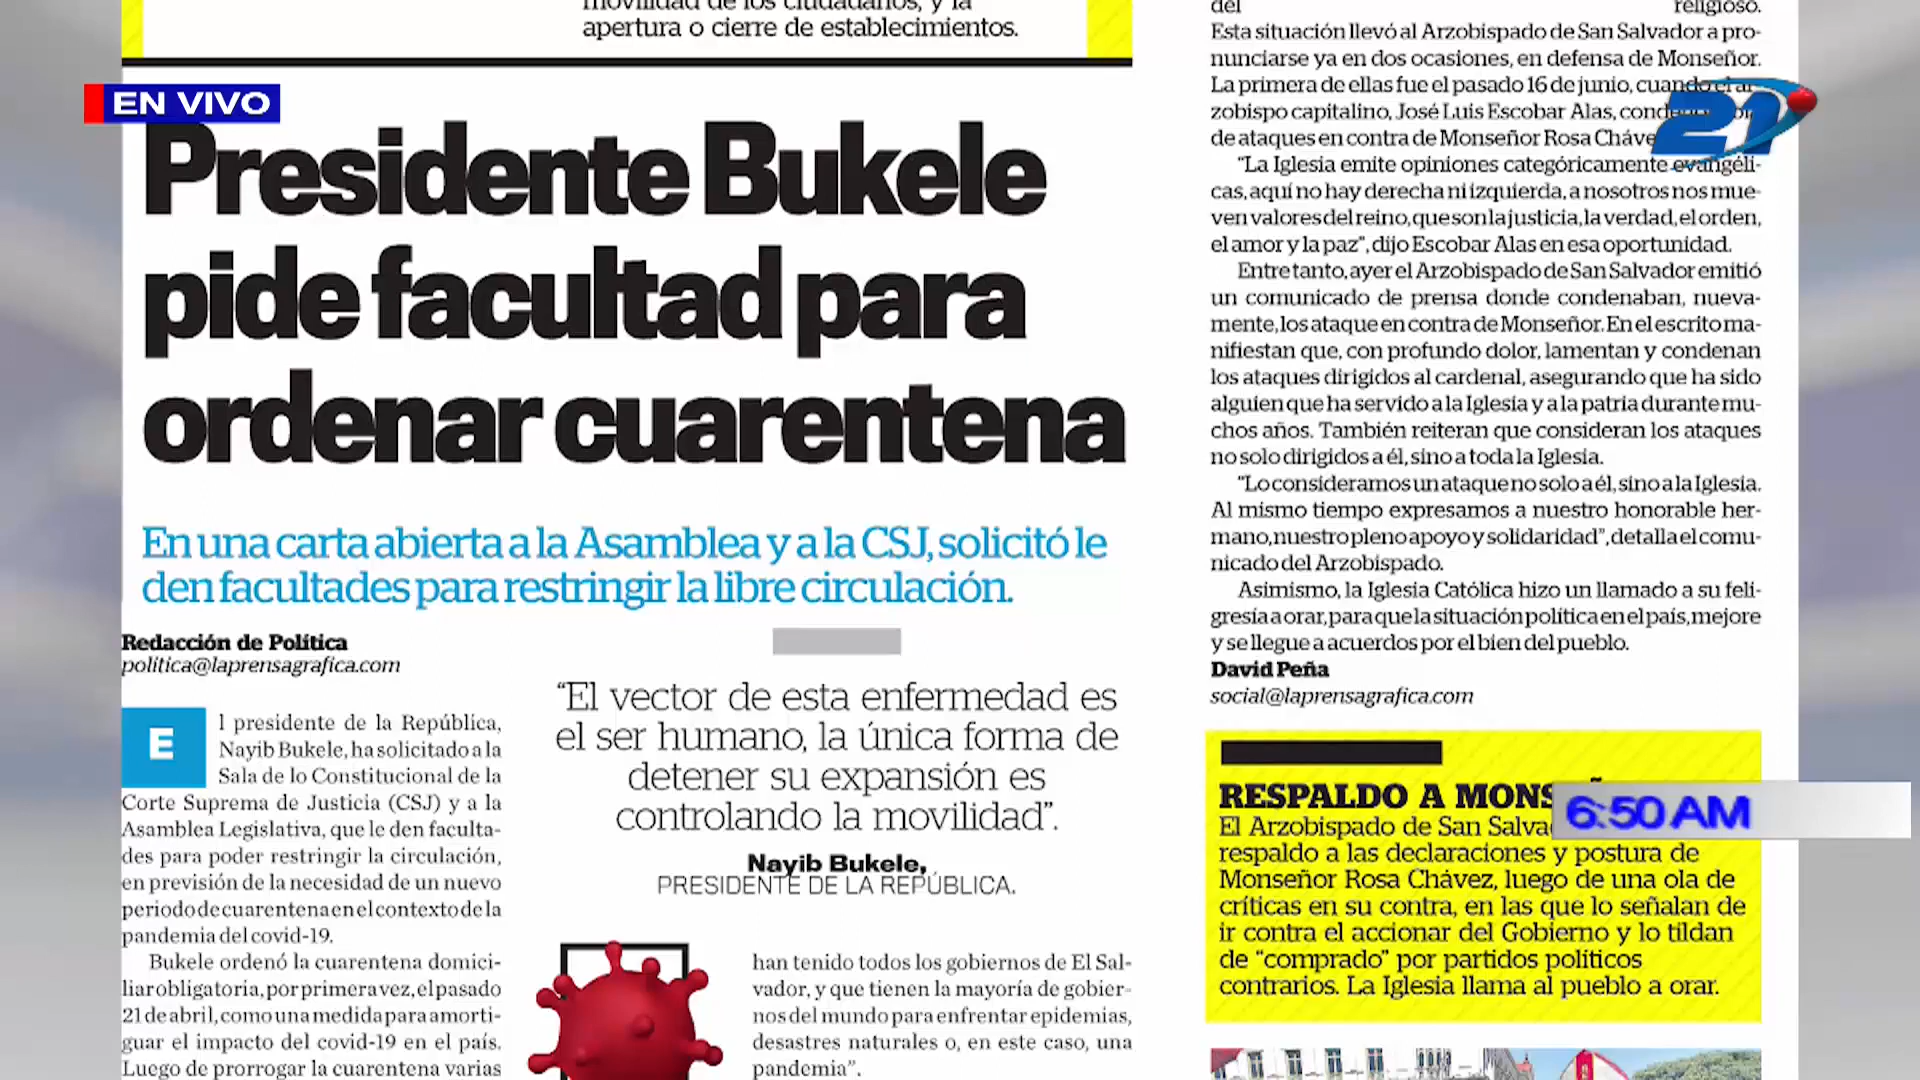 movilidad de los ciudadanos, y la
apertura o cierre de establecimientos.
EN VIVO
Presidente Bukele
pide facultad para
ordenar cuarentena
En una carta abierta a la Asamblea y a la CSJ, solicitó le
den facultades para restringir la libre circulación.
Redacción de Política
politica@laprensagrafica.com
El presidente de la República,
Nayib Bukele, ha solicitado a la
Sala de lo Constitucional de la
Corte Suprema de Justicia (CSJ) y a la
Asamblea Legislativa, que le den faculta-
des para poder restringir la circulación,
en previsión de la necesidad de un nuevo
periodo de cuarentena en el contexto de la
pandemia del covid-19.
Bukele ordenó la cuarentena domici-
liar obligatoria, por primera vez, el pasado
21 de abril, como una medida para amorti-
guar el impacto del covid-19 en el país.
Luego de prorrogar la cuarentena varias
“El vector de esta enfermedad es
el ser humano, la única forma de
detener su expansión es
controlando la movilidad”.
Nayib Bukele,
PRESIDENTE DE LA REPÚBLICA.
han tenido todos los gobiernos de El Sal-
vador, y que tienen la mayoría de gobier-
nos del mundo para enfrentar epidemias,
desastres naturales o, en este caso, una
pandemia”.
del religioso.
Esta situación llevó al Arzobispado de San Salvador a pro-
nunciarse ya en dos ocasiones, en defensa de Monseñor.
La primera de ellas fue el pasado 16 de junio, cuando el ar-
zobispo capitalino, José Luis Escobar Alas,
de ataques en contra de Monseñor Rosa Cháve
“La Iglesia emite opiniones categóricamente evangéli-
cas, aquí no hay derecha ni izquierda, a nosotros nos mue-
ven valores del reino, que son la justicia, la verdad, el orden,
el amor y la paz”, dijo Escobar Alas en esa oportunidad.
Entre tanto, ayer el Arzobispado de San Salvador emitió
un comunicado de prensa donde condenaban, nueva-
mente, los ataque en contra de Monseñor. En el escrito ma-
nifiestan que, con profundo dolor, lamentan y condenan
los ataques dirigidos al cardenal, asegurando que ha sido
alguien que ha servido a la Iglesia y a la patria durante mu-
chos años. También reiteran que consideran los ataques
no solo dirigidos a él, sino a toda la Iglesia.
“Lo consideramos un ataque no solo a él, sino a la Iglesia.
Al mismo tiempo expresamos a nuestro honorable her-
mano, nuestro pleno apoyo y solidaridad”, detalla el comu-
nicado del Arzobispado.
Asimismo, la Iglesia Católica hizo un llamado a su feli-
gresía a orar, para que la situación política en el país, mejore
y se llegue a acuerdos por el bien del pueblo.
David Peña
social@laprensagrafica.com
21
RESPALDO A MONS
6:50 AM
El Arzobispado de San Salva
respaldo a las declaraciones y postura de
Monseñor Rosa Chávez, luego de una ola de
críticas en su contra, en las que lo señalan de
ir contra el accionar del Gobierno y lo tildan
de “comprado” por partidos políticos
contrarios. La Iglesia llama al pueblo a orar.